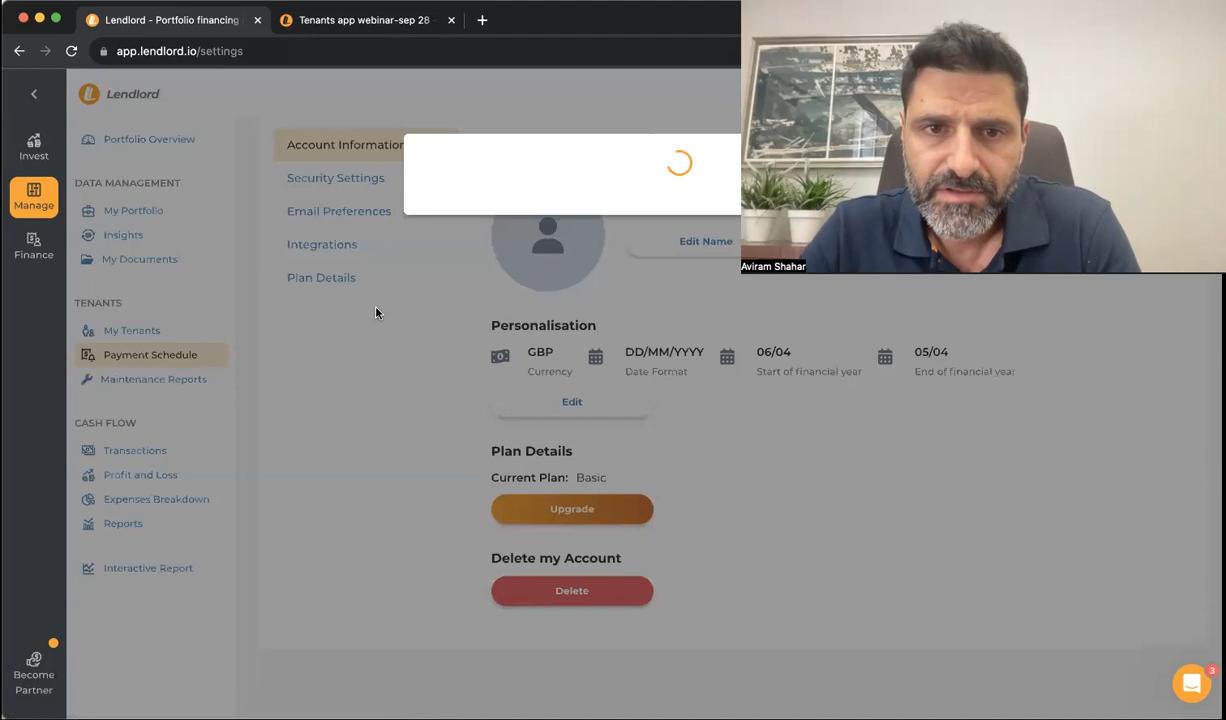 Lendlord - Portfolio financing
Tenants app webinar-sep 28
app.lendlord.io/settings
Lendlord
Invest
Manage
Finance
Become
Partner
Portfolio Overview
DATA MANAGEMENT
My Portfolio
Insights
My Documents
TENANTS
My Tenants
Payment Schedule
Maintenance Reports
CASH FLOW
Transactions
Profit and Loss
Expenses Breakdown
Reports
Interactive Report
Account Information
Security Settings
Email Preferences
Integrations
Plan Details
Edit Name
Aviram Shahar
Personalisation
GBP
Currency
DD/MM/YYYY
Date Format
06/04
Start of financial year
05/04
End of financial year
Edit
Plan Details
Current Plan: Basic
Upgrade
Delete my Account
Delete
3